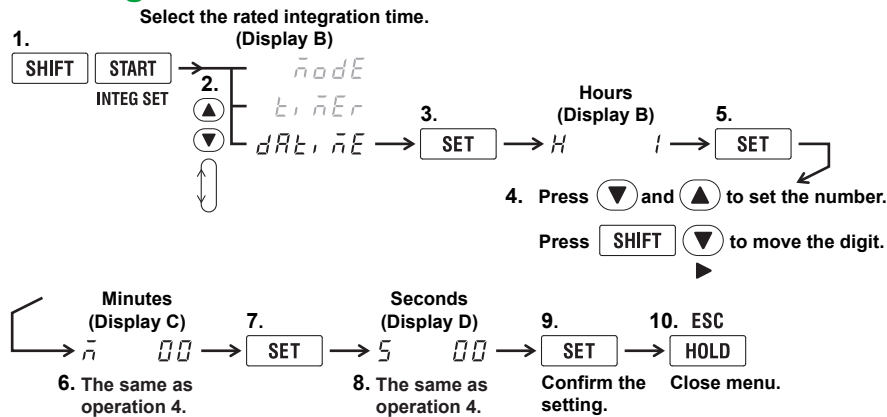 Select the rated integration time.
(Display B)
1.
SHIFT START
INTEG SET
2.
modE
timEr
dAtimE
3.
SET
Hours
(Display B)
H 1
5.
SET
4. Press ▼ and ▲ to set the number.
Press SHIFT ▼ to move the digit.
Minutes
(Display C)
m 00
6. The same as
operation 4.
7.
SET
Seconds
(Display D)
S 00
8. The same as
operation 4.
9.
SET
Confirm the
setting.
10. ESC
HOLD
Close menu.